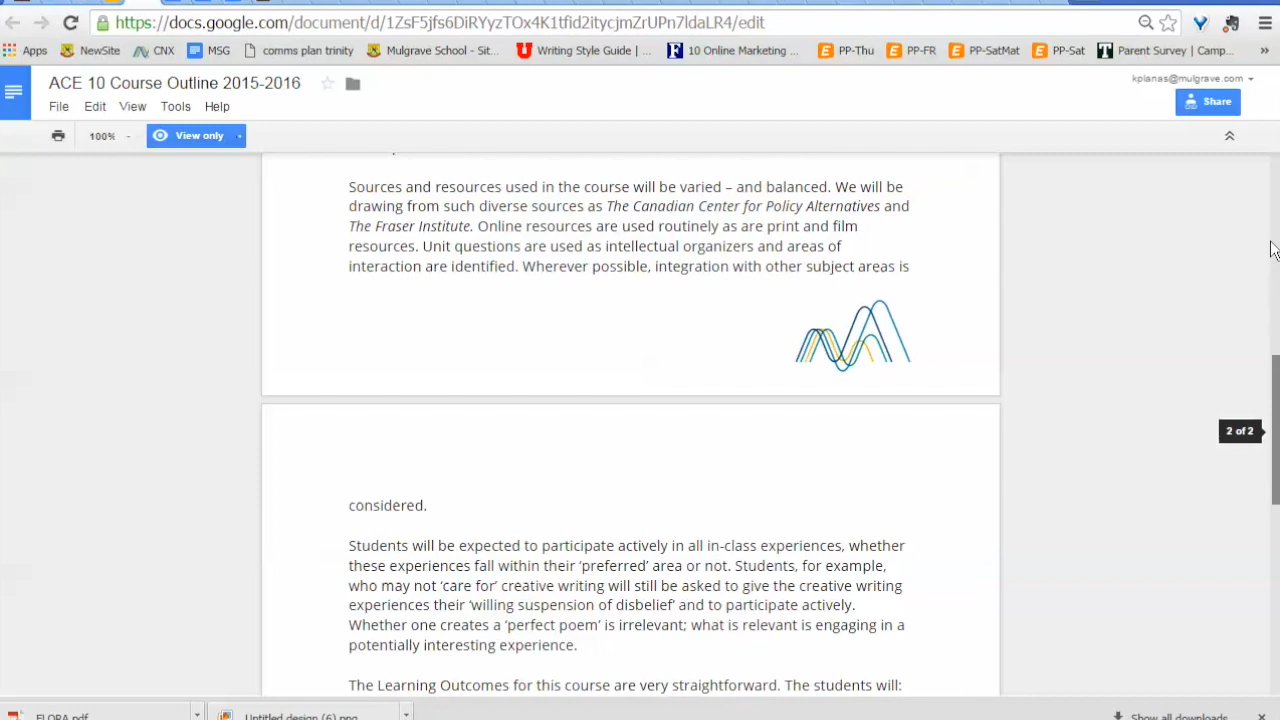 https://docs.google.com/document/d/1ZsF5jfs6DiRYyzTOx4K1tfid2itycjmZrUPn7ldaLR4/edit
Apps NewSite CNX MSG comms plan trinity Mulgrave School - Sit... Writing Style Guide | ... 10 Online Marketing ... PP-Thu PP-FR PP-SatMat PP-Sat Parent Survey | Camp... »
ACE 10 Course Outline 2015-2016
kplanas@mulgrave.com
File Edit View Tools Help
Share
100% View only
Sources and resources used in the course will be varied – and balanced. We will be
drawing from such diverse sources as The Canadian Center for Policy Alternatives and
The Fraser Institute. Online resources are used routinely as are print and film
resources. Unit questions are used as intellectual organizers and areas of
interaction are identified. Wherever possible, integration with other subject areas is
2 of 2
considered.
Students will be expected to participate actively in all in-class experiences, whether
these experiences fall within their ‘preferred’ area or not. Students, for example,
who may not ‘care for’ creative writing will still be asked to give the creative writing
experiences their ‘willing suspension of disbelief’ and to participate actively.
Whether one creates a ‘perfect poem’ is irrelevant; what is relevant is engaging in a
potentially interesting experience.
The Learning Outcomes for this course are very straightforward. The students will:
FLORA.pdf Untitled design (6).png Show all downloads...